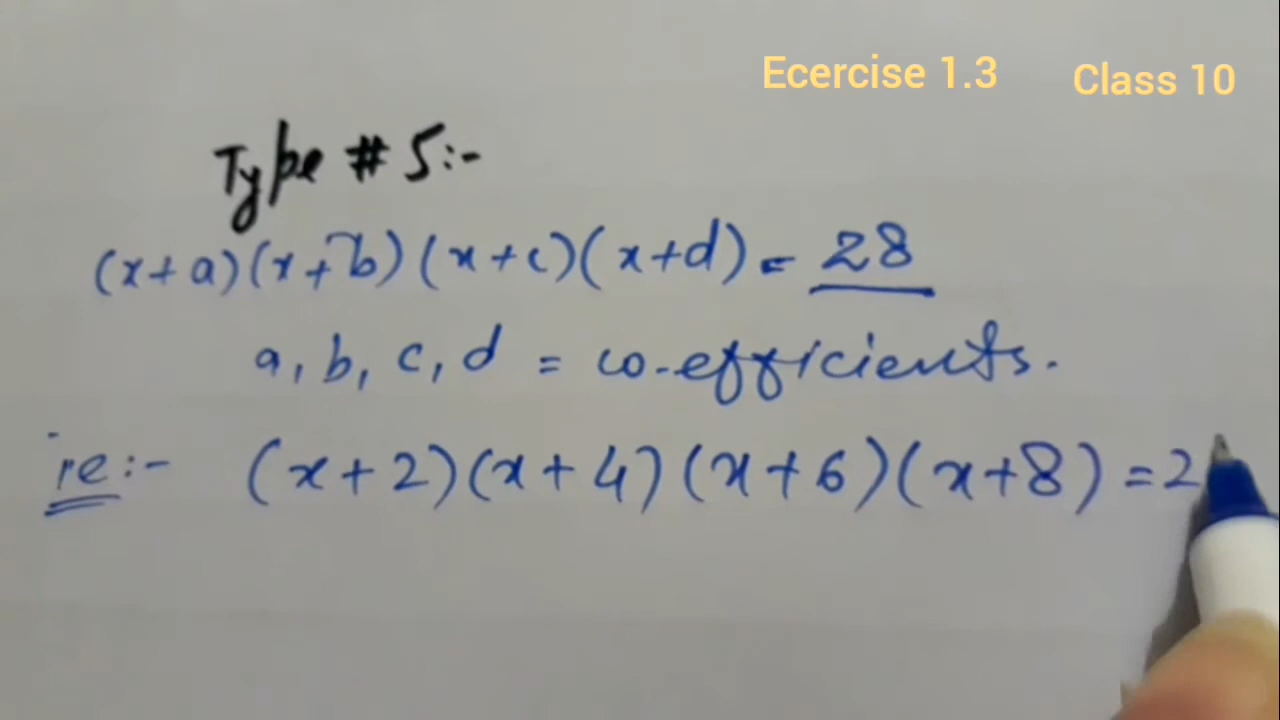 Ecercise 1.3 Class 10
Type # 5:-
(x+a)(x+b)(x+c)(x+d) = 28
a, b, c, d = co-efficients.
ie:- (x+2)(x+4)(x+6)(x+8) = 2